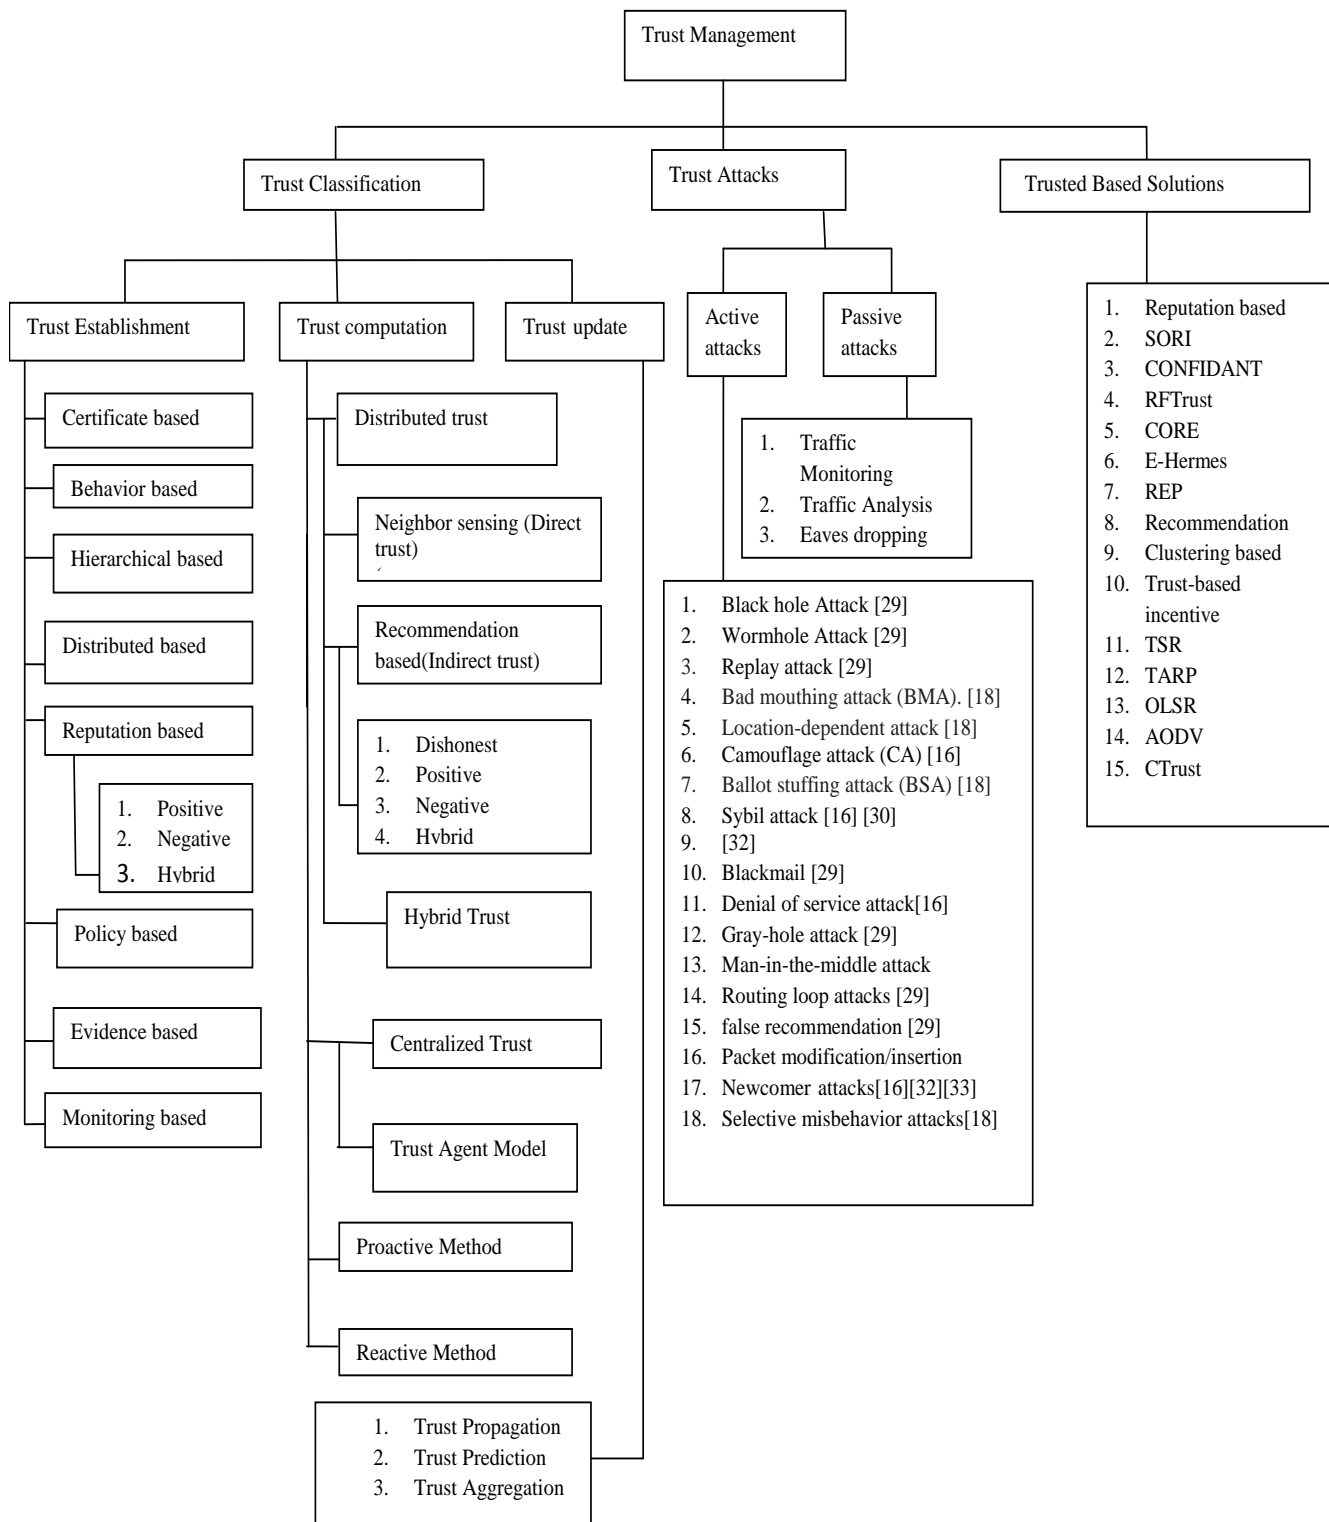 Trust Management
Trust Classification
Trust Attacks
Trusted Based Solutions
Trust Establishment
Trust computation
Trust update
Active
attacks
Passive
attacks
Certificate based
Behavior based
Hierarchical based
Distributed based
Reputation based
1. Positive
2. Negative
3. Hybrid
Policy based
Evidence based
Monitoring based
Distributed trust
Neighbor sensing (Direct
trust)
Recommendation
based(Indirect trust)
1. Dishonest
2. Positive
3. Negative
4. Hybrid
Hybrid Trust
Centralized Trust
Trust Agent Model
Proactive Method
Reactive Method
1. Trust Propagation
2. Trust Prediction
3. Trust Aggregation
1. Traffic
Monitoring
2. Traffic Analysis
3. Eaves dropping
1. Black hole Attack [29]
2. Wormhole Attack [29]
3. Replay attack [29]
4. Bad mouthing attack (BMA). [18]
5. Location-dependent attack [18]
6. Camouflage attack (CA) [16]
7. Ballot stuffing attack (BSA) [18]
8. Sybil attack [16] [30]
9. [32]
10. Blackmail [29]
11. Denial of service attack[16]
12. Gray-hole attack [29]
13. Man-in-the-middle attack
14. Routing loop attacks [29]
15. false recommendation [29]
16. Packet modification/insertion
17. Newcomer attacks[16][32][33]
18. Selective misbehavior attacks[18]
1. Reputation based
2. SORI
3. CONFIDANT
4. RFTrust
5. CORE
6. E-Hermes
7. REP
8. Recommendation
9. Clustering based
10. Trust-based
incentive
11. TSR
12. TARP
13. OLSR
14. AODV
15. CTrust